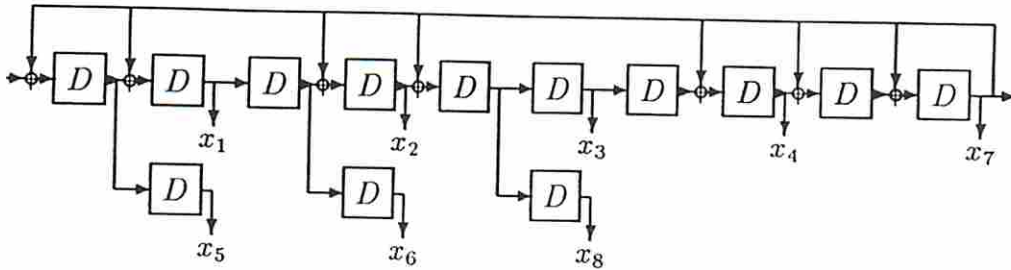 D D D D D D D D D D
x₁ x₂ x₃ x₄ x₇
D D D
x₅ x₆ x₈